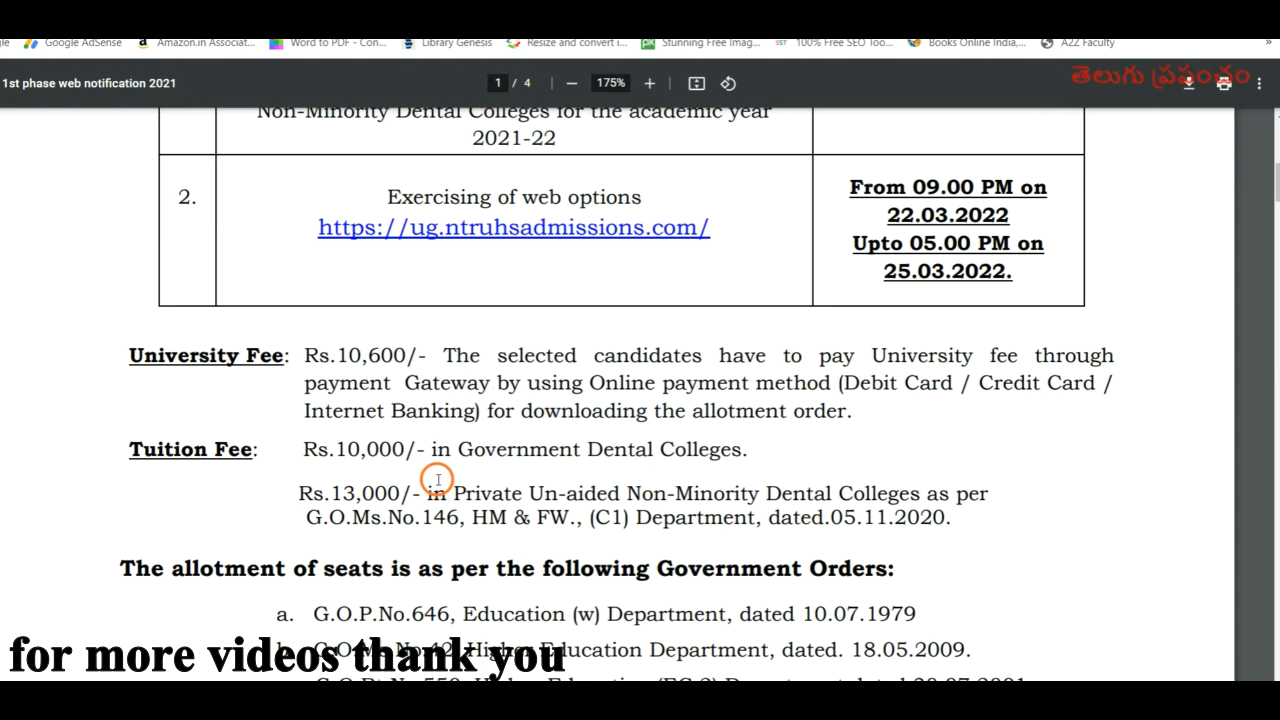 Google AdSense Amazon.in Associat... Word to PDF - Con... Library Genesis Resize and convert i... Stunning Free Imag... 100% Free SEO Too... Books Online India,... A2Z Faculty »
1st phase web notification 2021 1 / 4 — 175% + తెలుగు ప్రపంచం
Non-Minority Dental Colleges for the academic year
2021-22
2. Exercising of web options
https://ug.ntruhsadmissions.com/
From 09.00 PM on
22.03.2022
Upto 05.00 PM on
25.03.2022.
University Fee: Rs.10,600/- The selected candidates have to pay University fee through
payment Gateway by using Online payment method (Debit Card / Credit Card /
Internet Banking) for downloading the allotment order.
Tuition Fee: Rs.10,000/- in Government Dental Colleges.
Rs.13,000/- in Private Un-aided Non-Minority Dental Colleges as per
G.O.Ms.No.146, HM & FW., (C1) Department, dated.05.11.2020.
The allotment of seats is as per the following Government Orders:
a. G.O.P.No.646, Education (w) Department, dated 10.07.1979
b. G.O.Ms.No.42, Higher Education Department, dated. 18.05.2009.
for more videos thank you